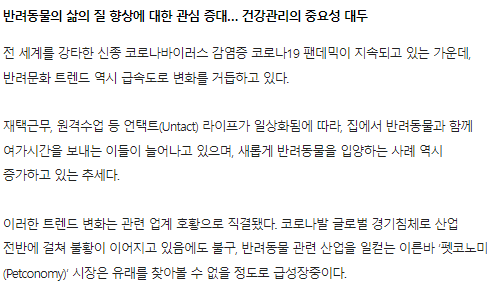 반려동물의 삶의 질 향상에 대한 관심 증대... 건강관리의 중요성 대두
전 세계를 강타한 신종 코로나바이러스 감염증 코로나19 팬데믹이 지속되고 있는 가운데,
반려문화 트렌드 역시 급속도로 변화를 거듭하고 있다.
재택근무, 원격수업 등 언택트(Untact) 라이프가 일상화됨에 따라, 집에서 반려동물과 함께
여가시간을 보내는 이들이 늘어나고 있으며, 새롭게 반려동물을 입양하는 사례 역시
증가하고 있는 추세다.
이러한 트렌드 변화는 관련 업계 호황으로 직결됐다. 코로나발 글로벌 경기침체로 산업
전반에 걸쳐 불황이 이어지고 있음에도 불구, 반려동물 관련 산업을 일컫는 이른바 '펫코노미
(Petconomy)' 시장은 유래를 찾아볼 수 없을 정도로 급성장중이다.